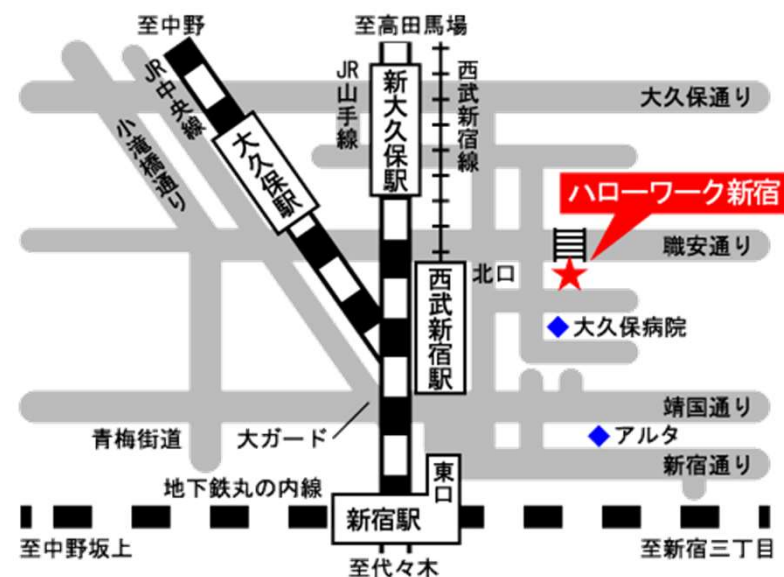 至中野
至高田馬場
JR中央線
JR山手線
西武新宿線
新大久保駅
大久保通り
小滝橋通り
大久保駅
ハローワーク新宿
職安通り
北口
西武新宿駅
大久保病院
靖国通り
青梅街道
大ガード
アルタ
新宿通り
東口
地下鉄丸の内線
新宿駅
至中野坂上
至新宿三丁目
至代々木